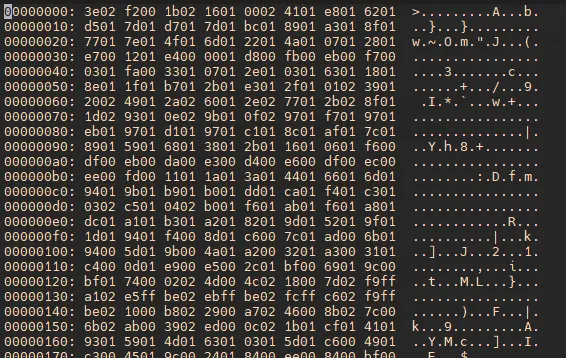 00000000: 3e02 f200 1b02 1601 0002 4101 e801 6201  >.........A...b.
00000010: d501 7d01 d701 7d01 bc01 8901 a301 8f01  ..}...}.........
00000020: 7701 7e01 4f01 6d01 2201 4a01 0701 2801  w.~.O.m.".J...(.
00000030: e700 1201 e400 0001 d800 fb00 eb00 f700  ................
00000040: 0301 fa00 3301 0701 2e01 0301 6301 1801  ....3.......c...
00000050: 8e01 1f01 b701 2b01 e301 2f01 0102 3901  ......+.../...9.
00000060: 2002 4901 2a02 6001 2e02 7701 2b02 8f01   .I.*.`...w.+...
00000070: 1d02 9301 0e02 9b01 0f02 9701 f701 9701  ................
00000080: eb01 9701 d101 9701 c101 8c01 af01 7c01  ..............|.
00000090: 8901 5901 6801 3801 2b01 1601 0601 f600  ..Y.h.8.+.......
000000a0: df00 eb00 da00 e300 d400 e600 df00 ec00  ................
000000b0: ee00 fd00 1101 1a01 3a01 4401 6601 6d01  ........:.D.f.m.
000000c0: 9401 9b01 b901 b001 dd01 ca01 f401 c301  ................
000000d0: 0302 c501 0402 b001 f601 ab01 f601 a801  ................
000000e0: dc01 a101 b301 a201 8201 9d01 5201 9f01  ............R...
000000f0: 1d01 9401 f400 8d01 c600 7c01 ad00 6b01  ..........|...k.
00000100: 9400 5d01 9b00 4a01 a200 3201 a300 3101  ..]...J...2...1.
00000110: c400 0d01 e900 e500 2c01 bf00 6901 9c00  ........,...i...
00000120: bf01 7400 0202 4d00 4c02 1800 7d02 f9ff  ..t...M.L...}...
00000130: a102 e5ff be02 ebff be02 fcff c602 f9ff  ................
00000140: be02 1000 b802 2900 a702 4600 8b02 7c00  ......)...F...|.
00000150: 6b02 ab00 3902 ed00 0c02 1b01 cf01 4101  k...9.........A.
00000160: 9301 5901 4d01 6301 0301 5d01 c600 4901  ..Y.M.c...]...I.